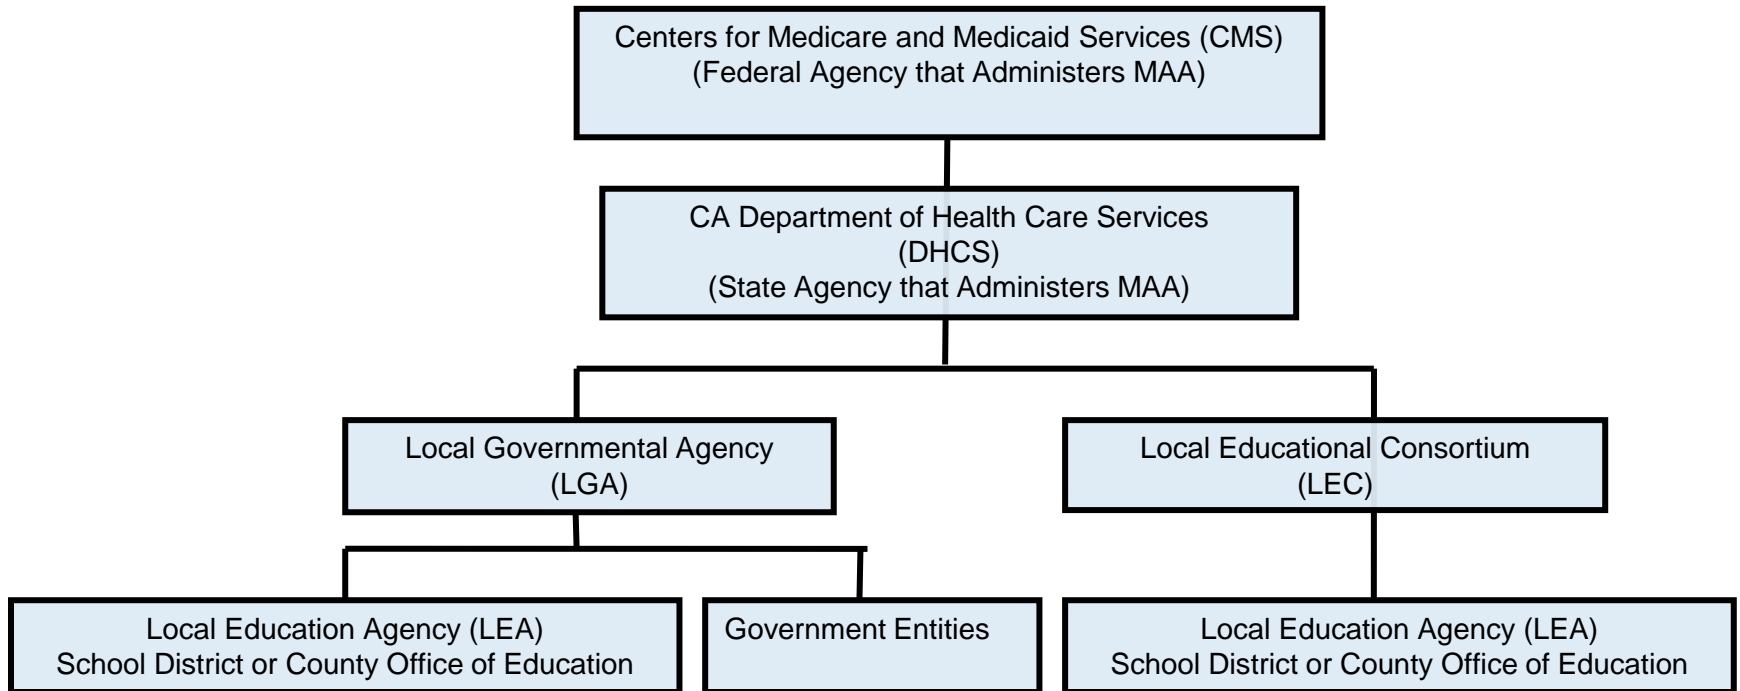 Centers for Medicare and Medicaid Services (CMS)
(Federal Agency that Administers MAA)
CA Department of Health Care Services
(DHCS)
(State Agency that Administers MAA)
Local Governmental Agency
(LGA)
Local Educational Consortium
(LEC)
Local Education Agency (LEA)
School District or County Office of Education
Government Entities
Local Education Agency (LEA)
School District or County Office of Education